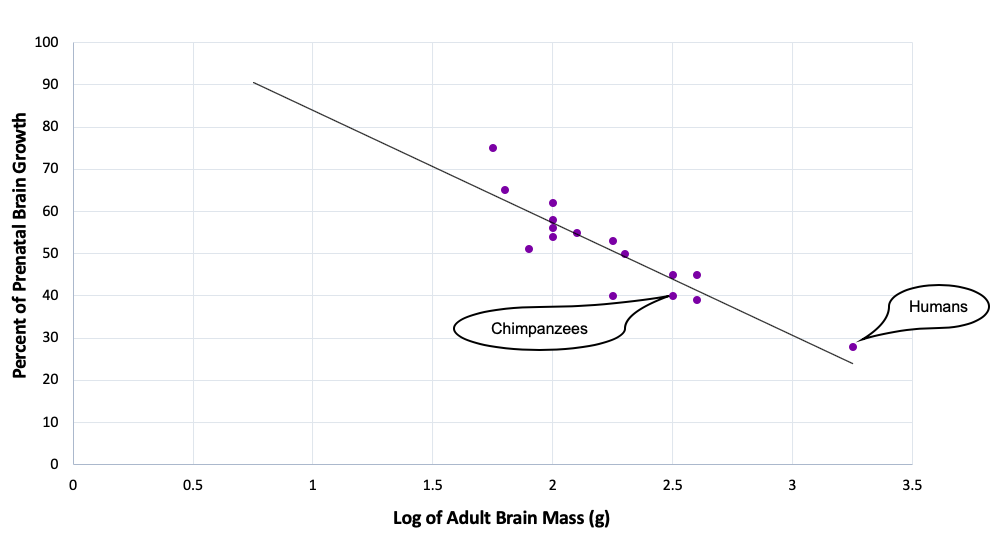 100
90
80
70
60
50
40
30
20
10
0
Percent of Prenatal Brain Growth
Chimpanzees
Humans
0 0.5 1 1.5 2 2.5 3 3.5
Log of Adult Brain Mass (g)